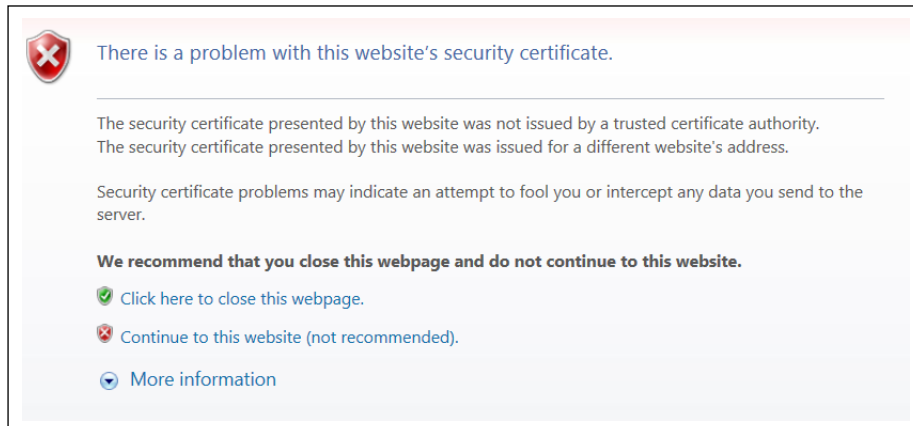 There is a problem with this website’s security certificate.
The security certificate presented by this website was not issued by a trusted certificate authority.
The security certificate presented by this website was issued for a different website's address.
Security certificate problems may indicate an attempt to fool you or intercept any data you send to the
server.
We recommend that you close this webpage and do not continue to this website.
Click here to close this webpage.
Continue to this website (not recommended).
More information